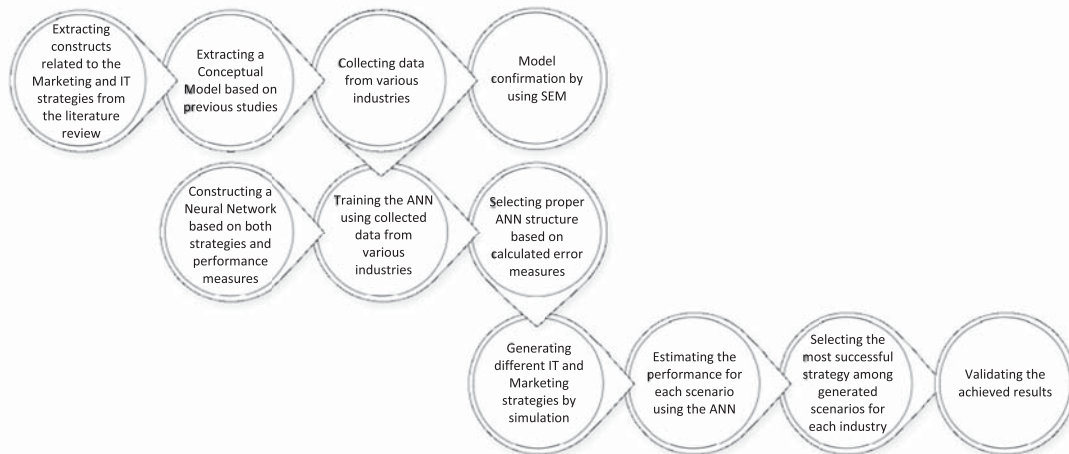 Extracting
constructs
related to the
Marketing and IT
strategies from
the literature
review
Extracting a
Conceptual
Model based on
previous studies
Collecting data
from various
industries
Model
confirmation by
using SEM
Constructing a
Neural Network
based on both
strategies and
performance
measures
Training the ANN
using collected
data from
various
industries
Selecting proper
ANN structure
based on
calculated error
measures
Generating
different IT and
Marketing
strategies by
simulation
Estimating the
performance for
each scenario
using the ANN
Selecting the
most successful
strategy among
generated
scenarios for
each industry
Validating the
achieved results